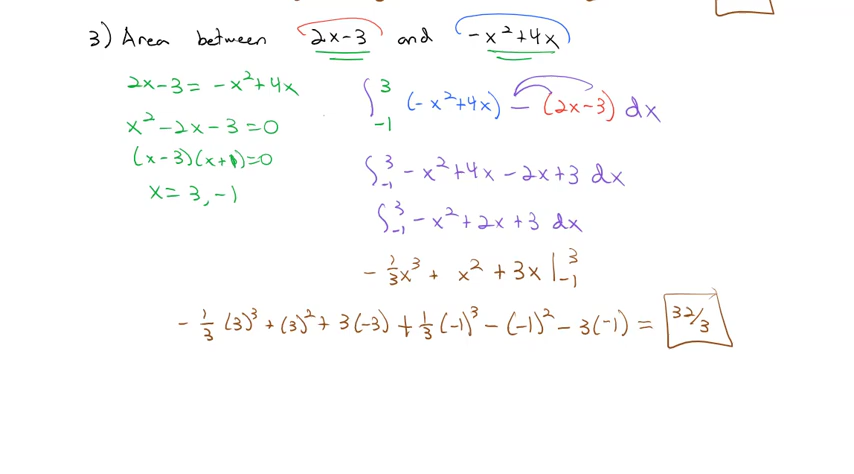 3) Area between 2x-3 and -x²+4x
2x-3 = -x²+4x
x²-2x-3=0
(x-3)(x+1)=0
x = 3, -1
∫₋₁³ (-x²+4x) - (2x-3) dx
∫₋₁³ -x²+4x-2x+3 dx
∫₋₁³ -x²+2x+3 dx
-1/3x³ + x² + 3x |₋₁³
-1/3 (3)³ + (3)² + 3(-3) + 1/3 (-1)³ - (-1)² - 3(-1) = 32/3